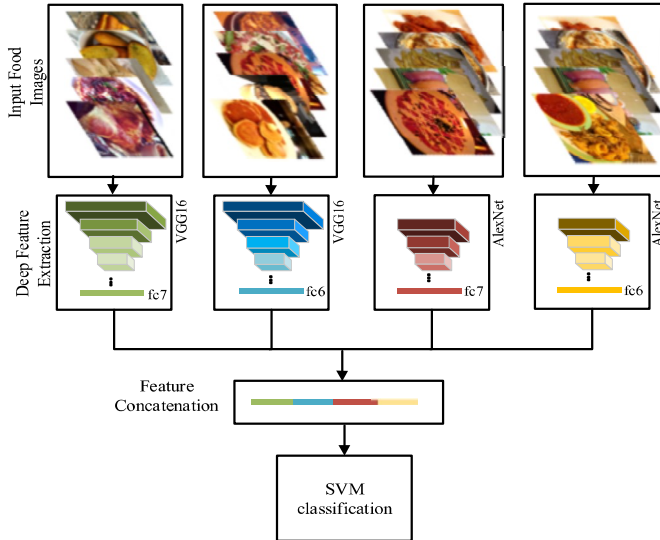 Input Food
Images
Deep Feature
Extraction
VGG16
fc7
VGG16
fc6
AlexNet
fc7
AlexNet
fc6
Feature
Concatenation
SVM
classification